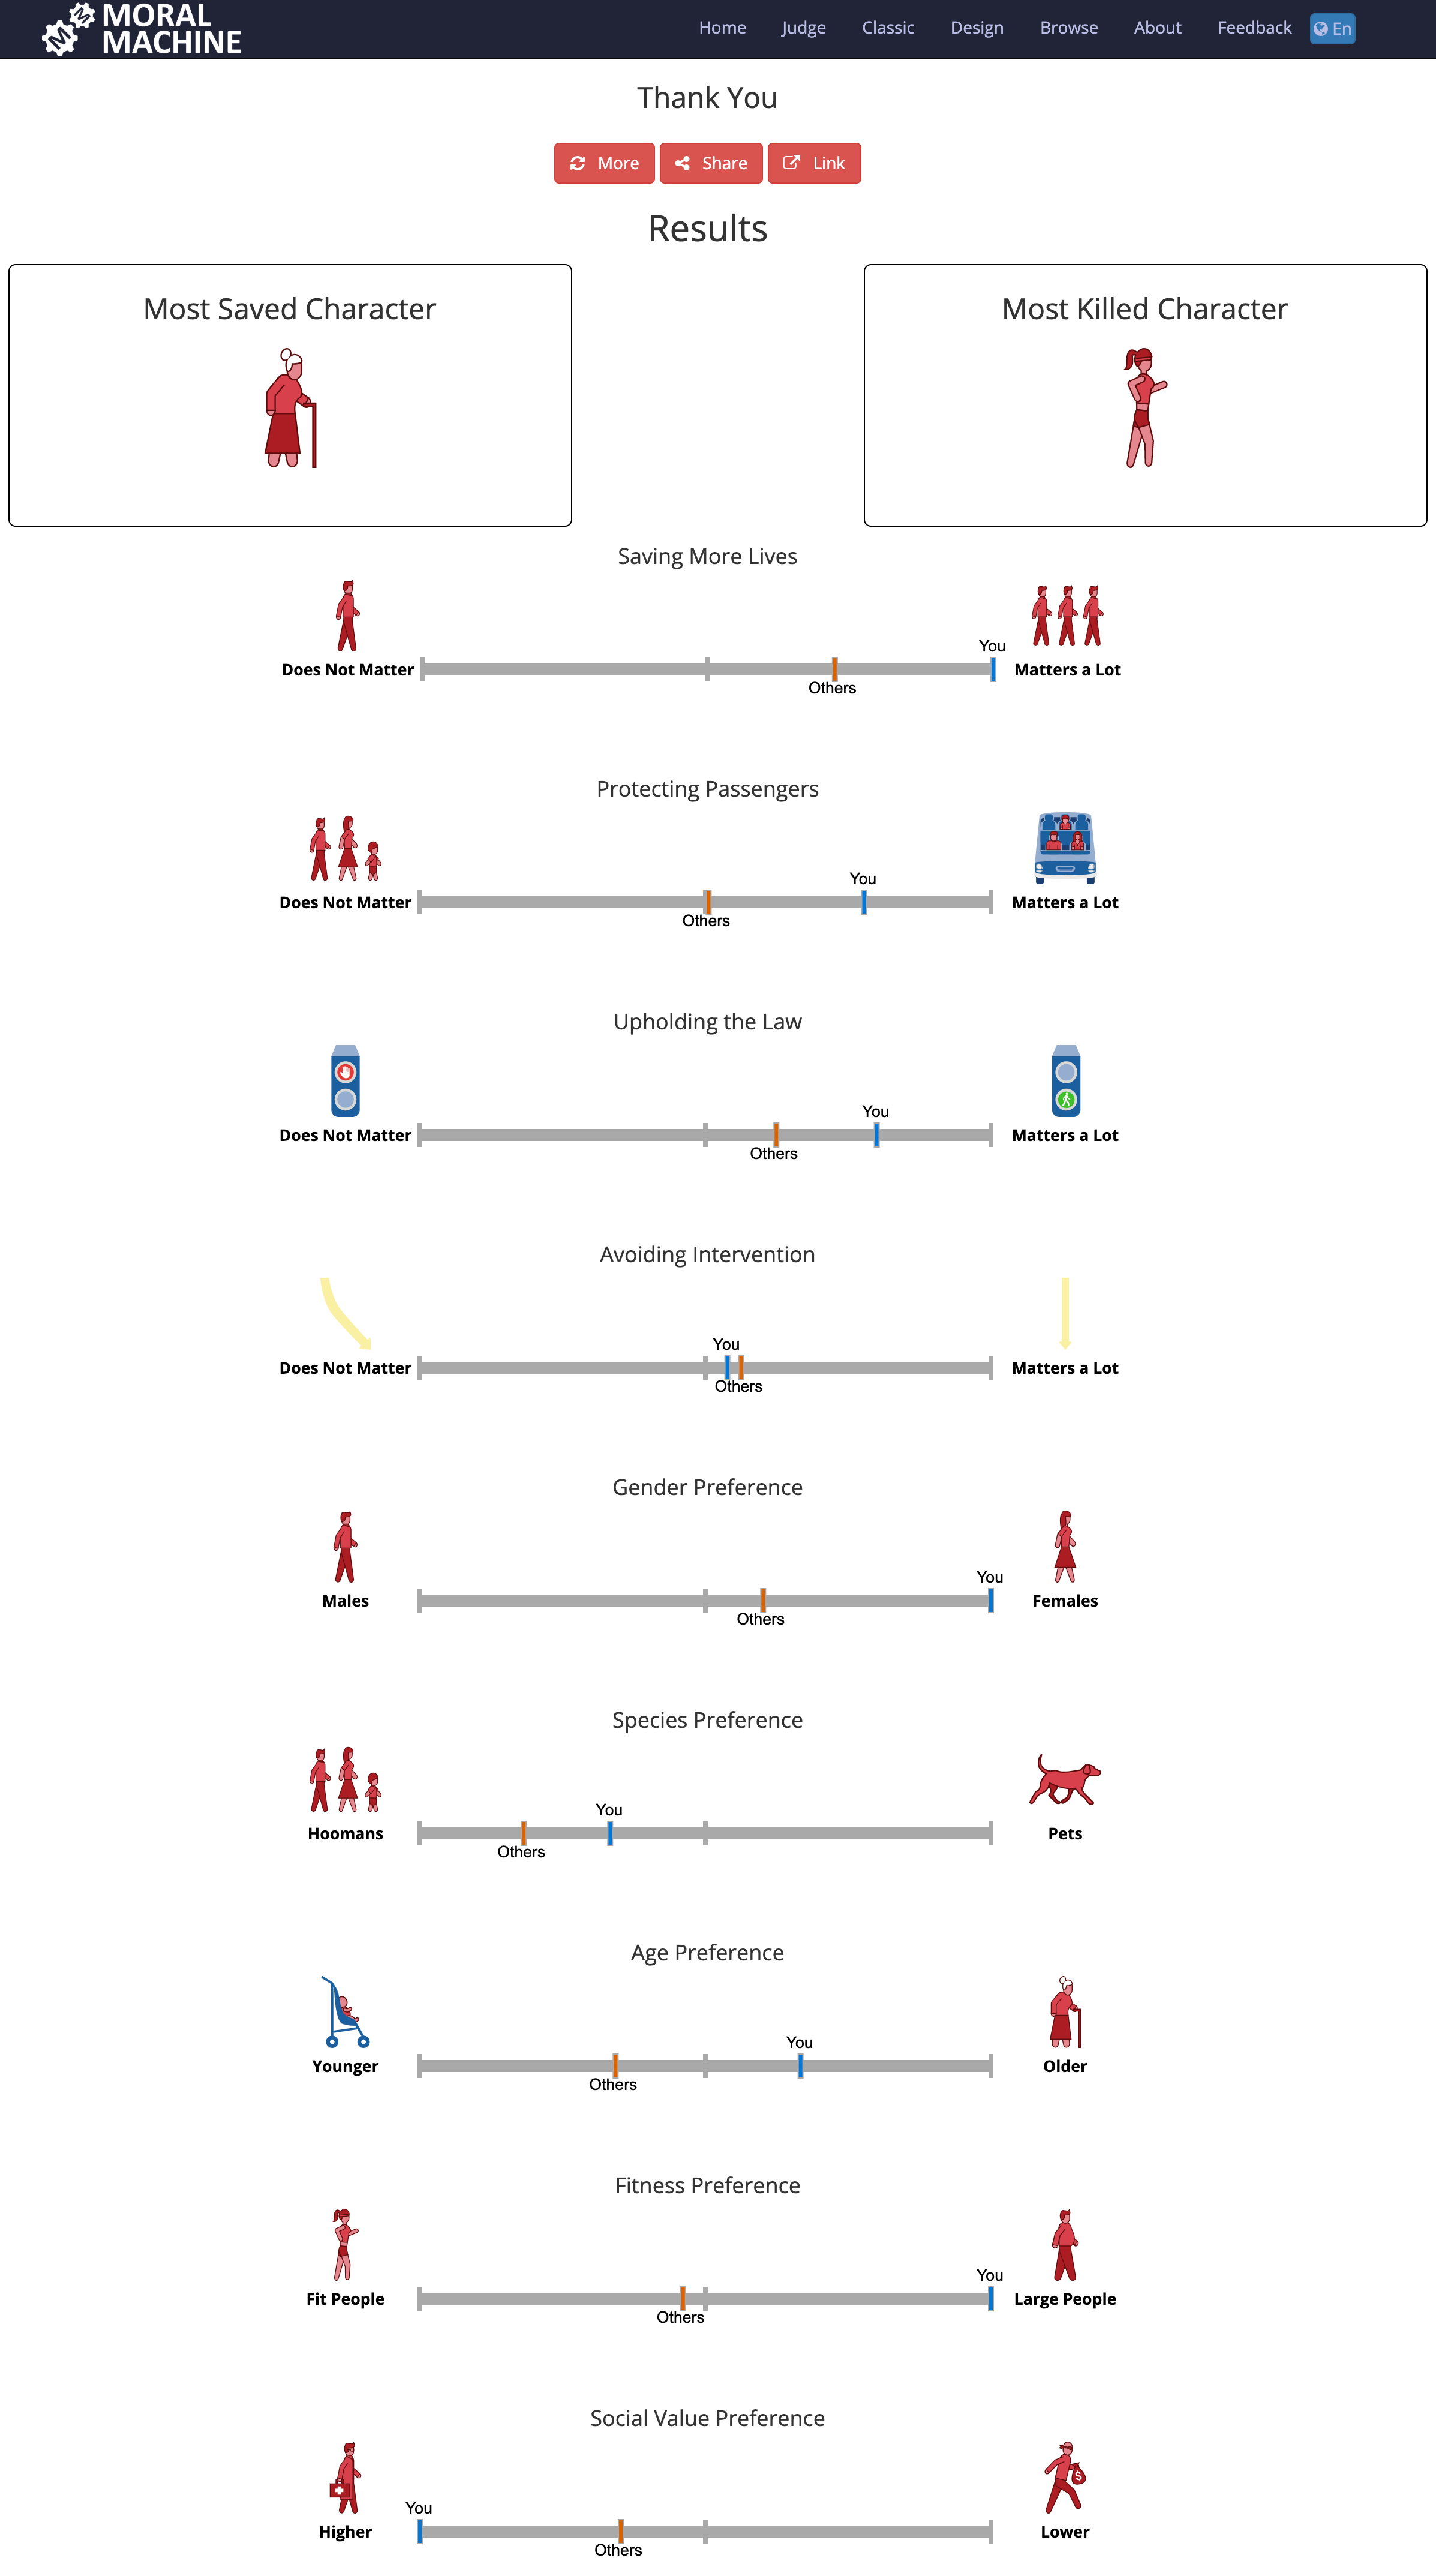 MORAL
MACHINE
Home Judge Classic Design Browse About Feedback En
Thank You
More Share Link
Results
Most Saved Character
Most Killed Character
Saving More Lives
You
Does Not Matter Matters a Lot
Others
Protecting Passengers
You
Does Not Matter Matters a Lot
Others
Upholding the Law
You
Does Not Matter Matters a Lot
Others
Avoiding Intervention
You
Does Not Matter Matters a Lot
Others
Gender Preference
You
Males Females
Others
Species Preference
You
Hoomans Pets
Others
Age Preference
You
Younger Older
Others
Fitness Preference
You
Fit People Large People
Others
Social Value Preference
$
You
Higher Lower
Others